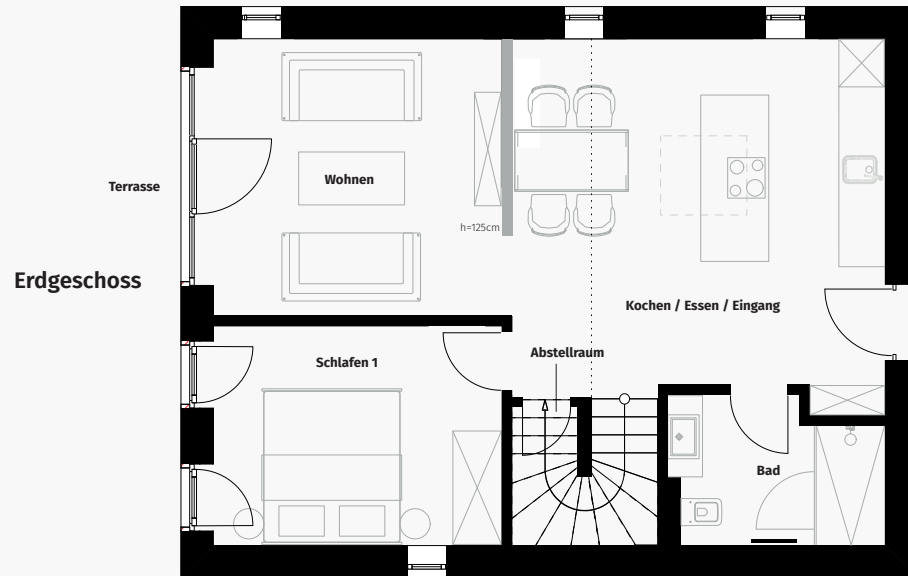 Terrasse
Wohnen
h=125cm
Erdgeschoss
Kochen / Essen / Eingang
Schlafen 1
Abstellraum
Bad